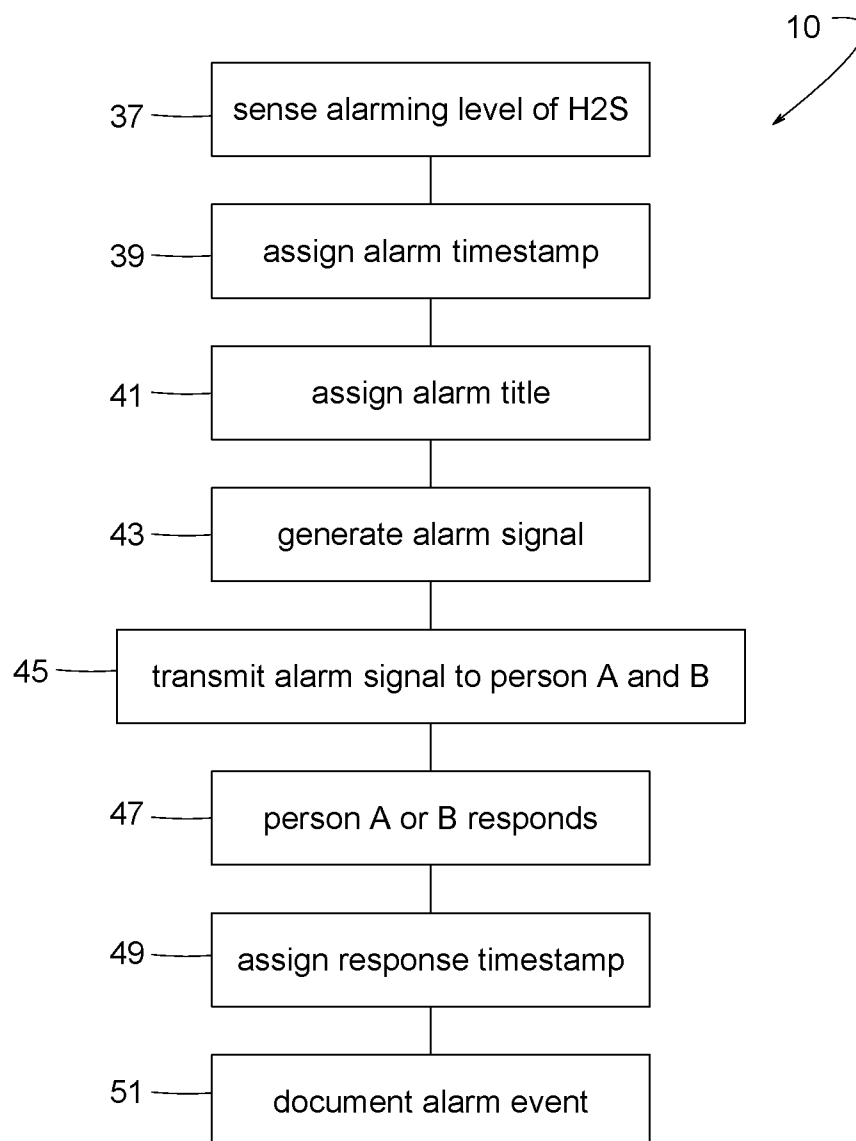 10
37 sense alarming level of H2S
39 assign alarm timestamp
41 assign alarm title
43 generate alarm signal
45 transmit alarm signal to person A and B
47 person A or B responds
49 assign response timestamp
51 document alarm event